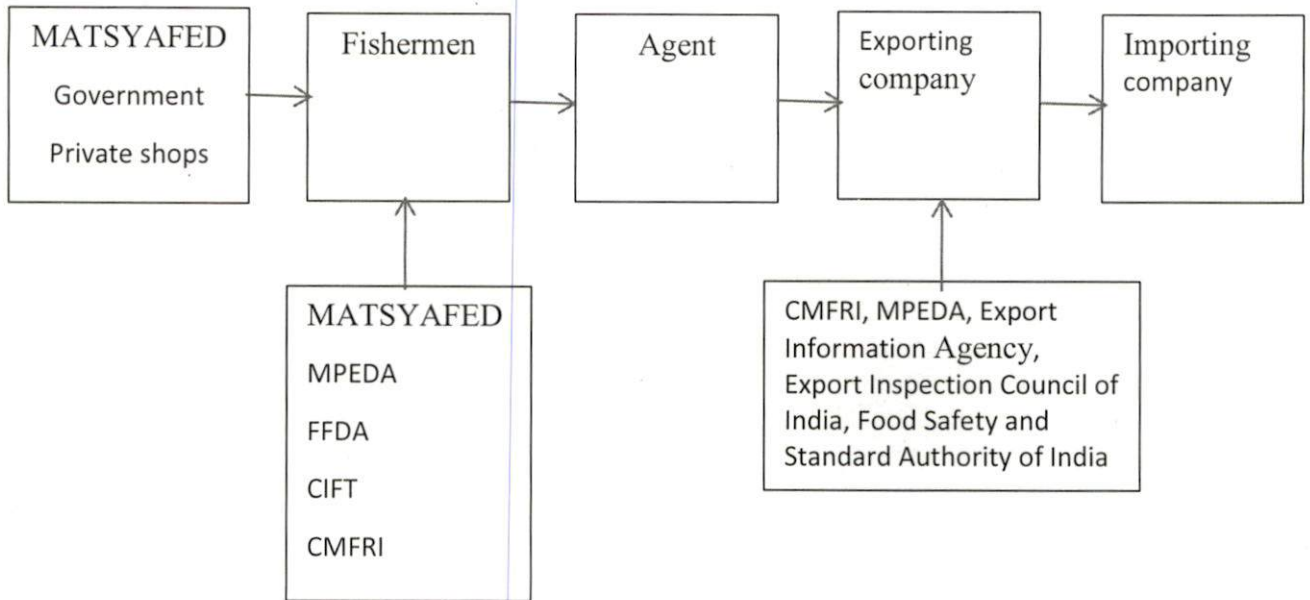 MATSYAFED
Government
Private shops
Fishermen
Agent
Exporting
company
Importing
company
MATSYAFED
MPEDA
FFDA
CIFT
CMFRI
CMFRI, MPEDA, Export
Information Agency,
Export Inspection Council of
India, Food Safety and
Standard Authority of India